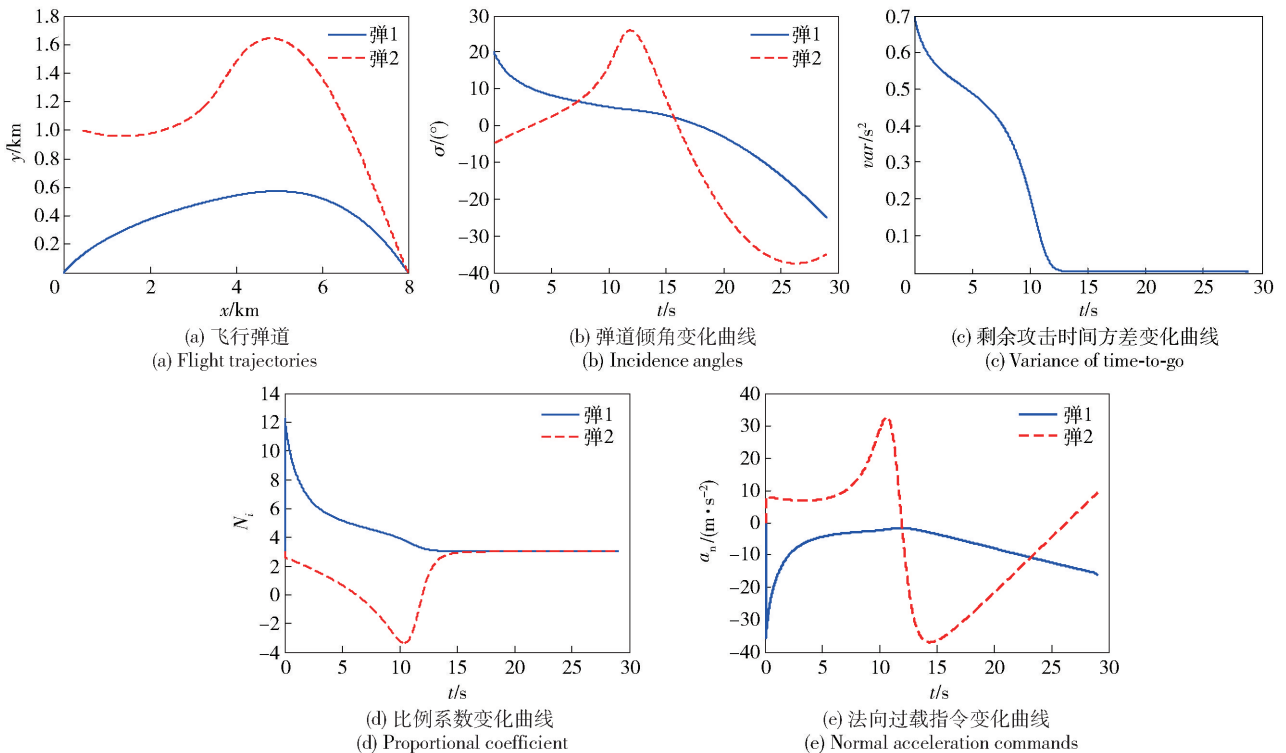 1.8
1.6
1.4
1.2
1.0
0.8
0.6
0.4
0.2
0
2
4
6
8
y/km
x/km
弹1
弹2
(a) 飞行弹道
(a) Flight trajectories
30
20
10
0
−10
−20
−30
−40
0
5
10
15
20
25
30
σ/(°)
t/s
弹1
弹2
(b) 弹道倾角变化曲线
(b) Incidence angles
0.7
0.6
0.5
0.4
0.3
0.2
0.1
0
5
10
15
20
25
30
var/s²
t/s
(c) 剩余攻击时间方差变化曲线
(c) Variance of time-to-go
14
12
10
8
6
4
2
0
−2
−4
0
5
10
15
20
25
30
Nᵢ
t/s
弹1
弹2
(d) 比例系数变化曲线
(d) Proportional coefficient
40
30
20
10
0
−10
−20
−30
−40
0
5
10
15
20
25
30
aₙ/(m·s⁻²)
t/s
弹1
弹2
(e) 法向过载指令变化曲线
(e) Normal acceleration commands